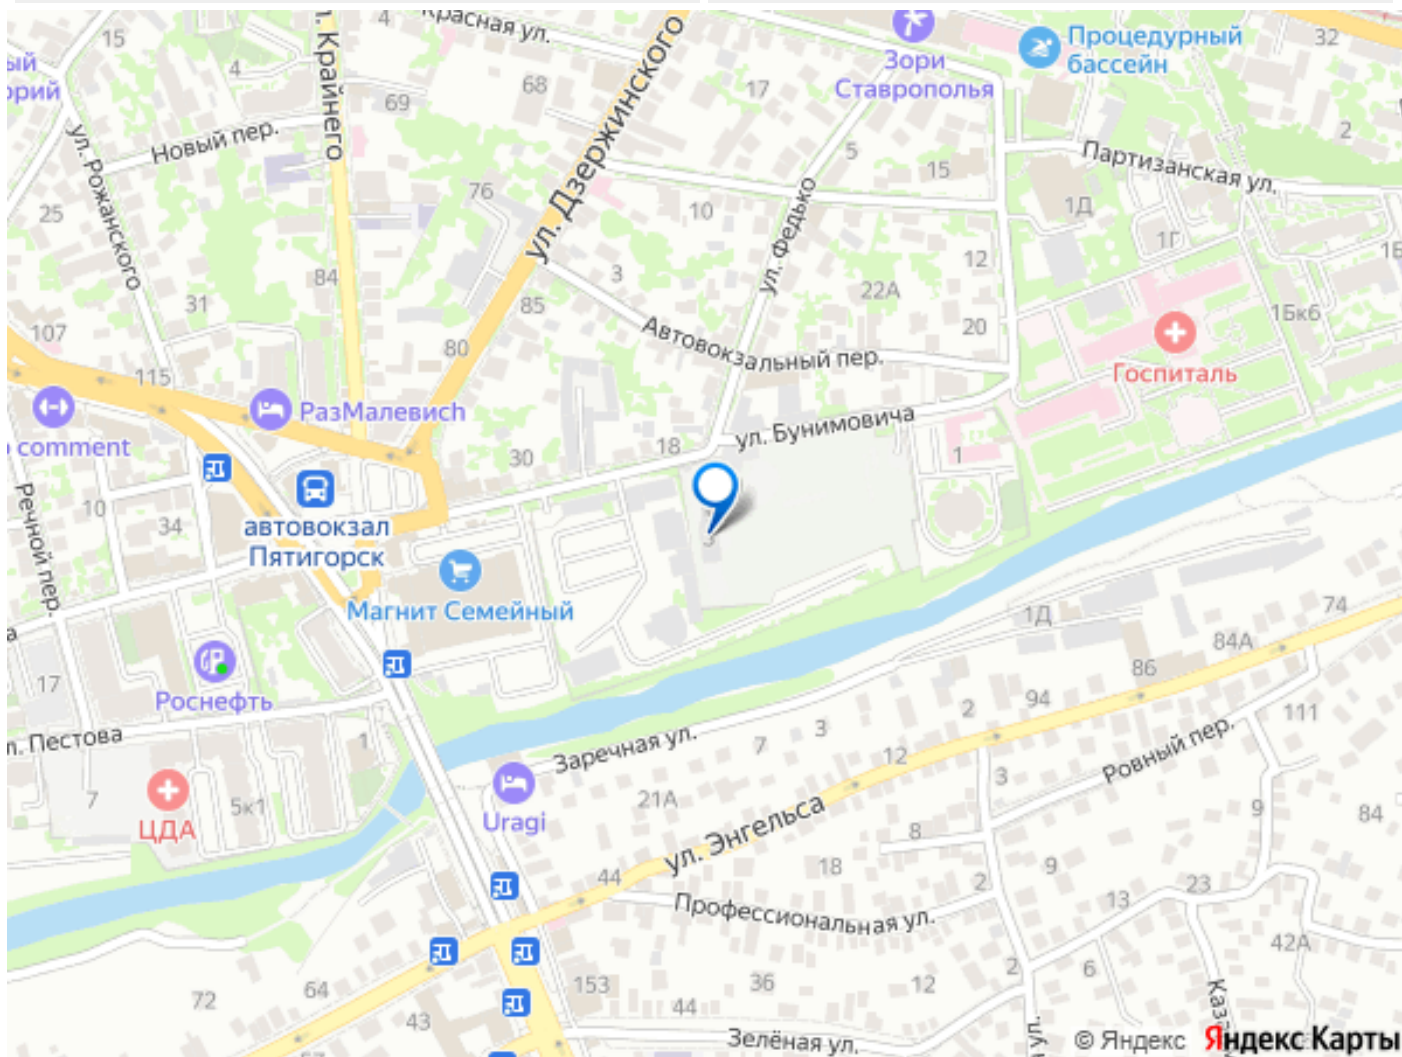 15
4
Красная ул.
ул. Дзержинского
Зори
Ставрополья
Процедурный
бассейн
32
4
69
68
17
2
Крайнего
Новый пер.
ул. Рожанского
25
76
5
15
Партизанская ул.
10
1Д
1Г
ул. Федько
12
3
22А
84
31
85
20
1Бк6
107
80
Автовокзальный пер.
Госпиталь
115
РазМалевич
comment
18
ул. Бунимовича
30
1
10
34
автовокзал
Пятигорск
Речной пер.
3
Магнит Семейный
1Д
74
84А
86
17
Роснефть
94
2
111
Пестова
1
Заречная ул.
3
7
12
Ровный пер.
3
7
5к1
ЦДА
Uragi
21А
9
84
ул. Энгельса
8
18
9
44
2
13
23
Профессиональная ул.
42А
2
6
72
64
153
36
12
44
43
Зелёная ул.
© Яндекс Яндекс Карты